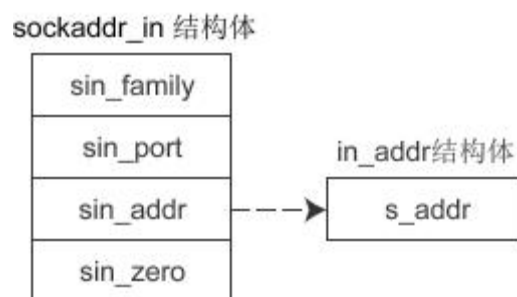 sockaddr_in 结构体
sin_family
sin_port
in_addr结构体
sin_addr
s_addr
sin_zero